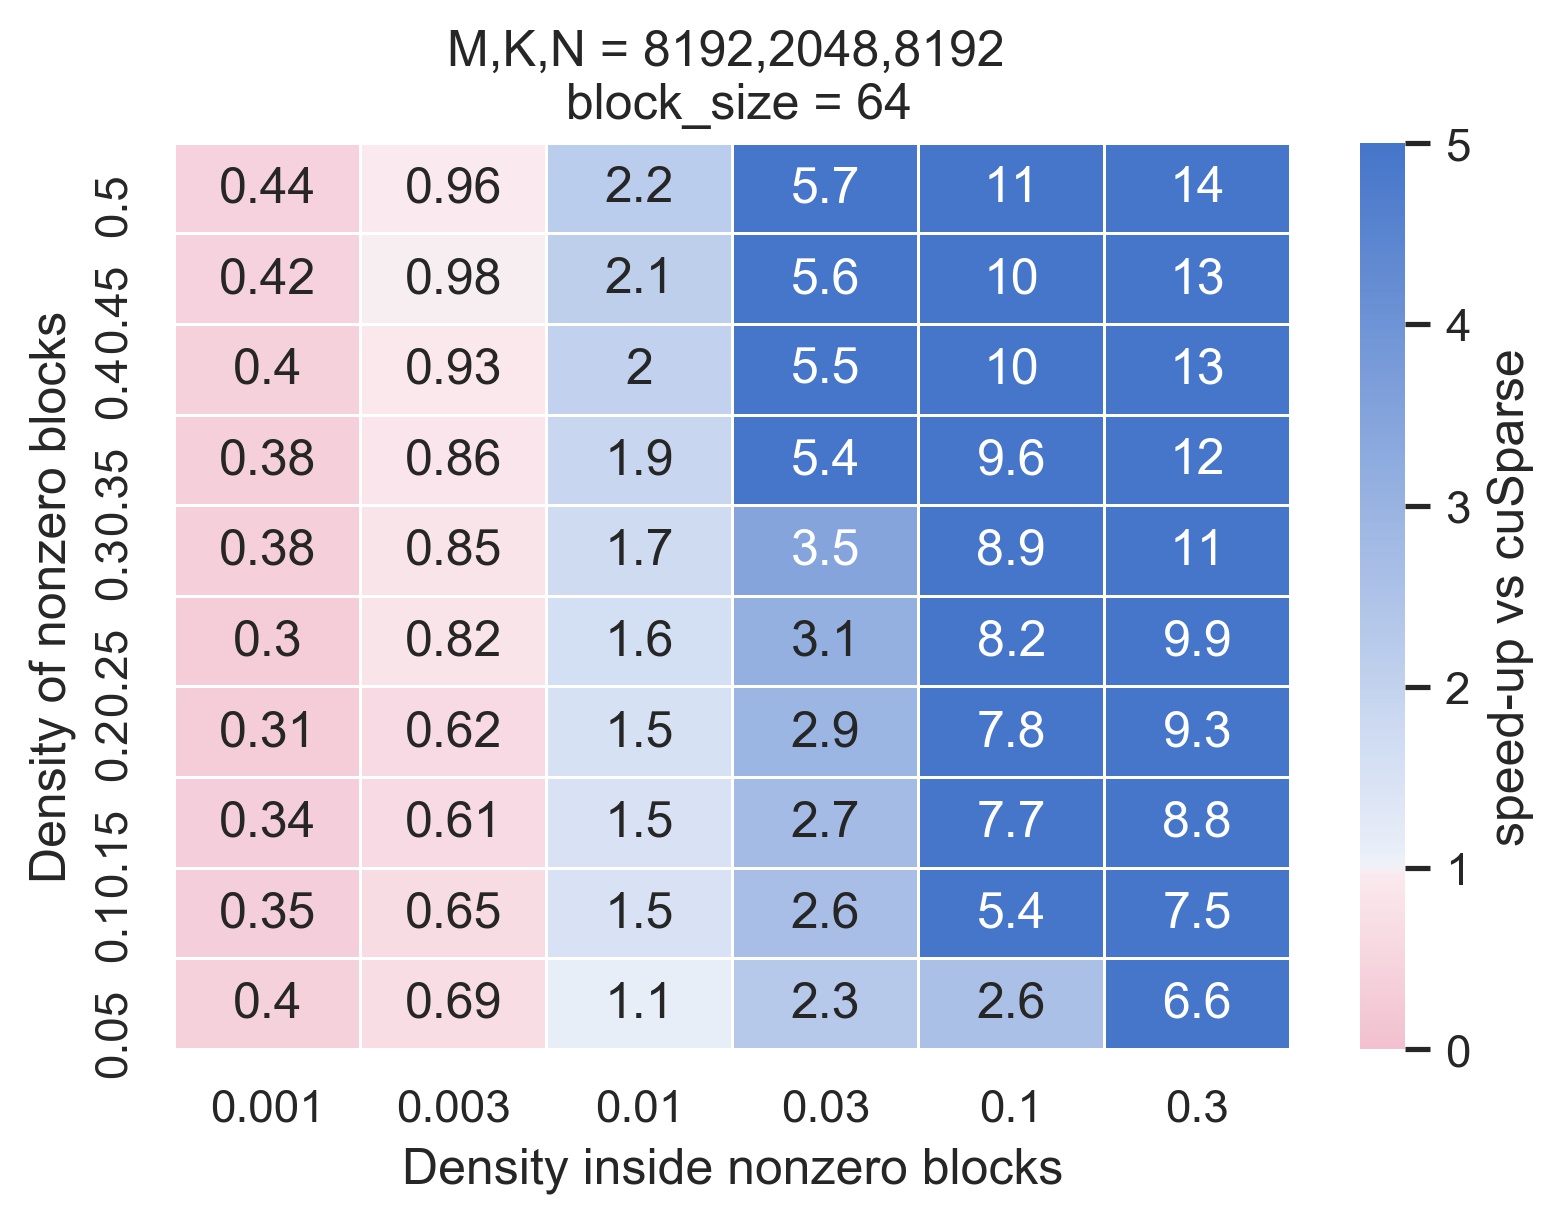 M,K,N = 8192,2048,8192
block_size = 64
Density of nonzero blocks
0.5 0.44 0.96 2.2 5.7 11 14
0.45 0.42 0.98 2.1 5.6 10 13
0.4 0.4 0.93 2 5.5 10 13
0.35 0.38 0.86 1.9 5.4 9.6 12
0.3 0.38 0.85 1.7 3.5 8.9 11
0.25 0.3 0.82 1.6 3.1 8.2 9.9
0.2 0.31 0.62 1.5 2.9 7.8 9.3
0.15 0.34 0.61 1.5 2.7 7.7 8.8
0.1 0.35 0.65 1.5 2.6 5.4 7.5
0.05 0.4 0.69 1.1 2.3 2.6 6.6
0.001 0.003 0.01 0.03 0.1 0.3
Density inside nonzero blocks
5
4
3
2
1
0
speed-up vs cuSparse